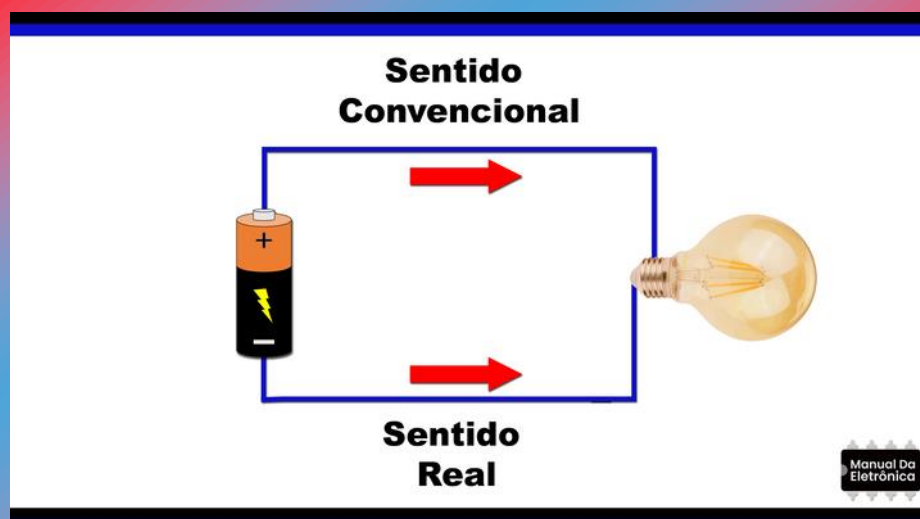 Sentido
Convencional
+
−
Sentido
Real
Manual Da
Eletrônica